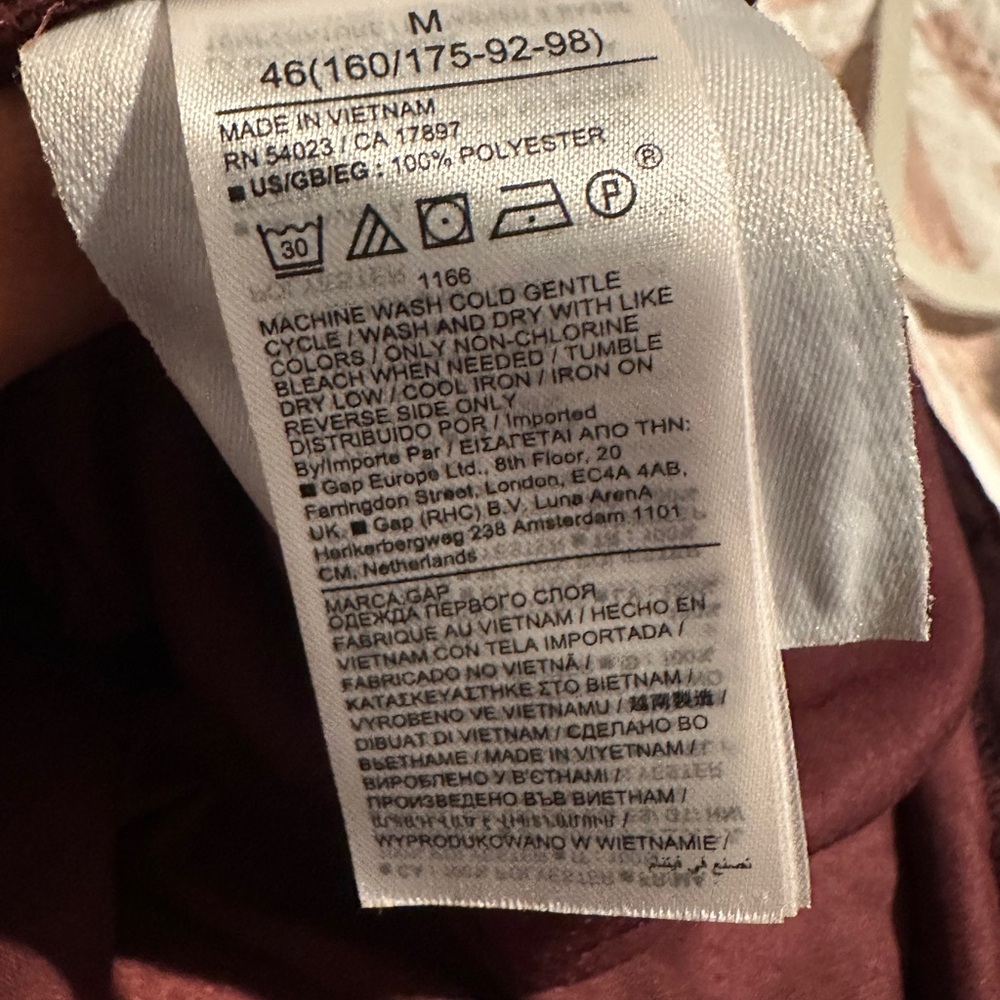 M
46(160/175-92-98)
MADE IN VIETNAM
RN 54023 / CA 17897
■ US/GB/EG : 100% POLYESTER
30 P ®
1166
MACHINE WASH COLD GENTLE
CYCLE / WASH AND DRY WITH LIKE
COLORS / ONLY NON-CHLORINE
BLEACH WHEN NEEDED / TUMBLE
DRY LOW / COOL IRON / IRON ON
REVERSE SIDE ONLY
DISTRIBUIDO POR / Imported
By/Importe Par / ΕΙΣΑΓΕΤΑΙ ΑΠΟ ΤΗΝ:
■ Gap Europe Ltd., 8th Floor, 20
Farringdon Street, London, EC4A 4AB,
UK. ■ Gap (RHC) B.V. Luna ArenA
Herikerbergweg 238 Amsterdam 1101
CM, Netherlands
MARCA:GAP
ОДЕЖДА ПЕРВОГО СЛОЯ
FABRIQUÉ AU VIETNAM / HECHO EN
VIETNAM CON TELA IMPORTADA /
FABRICADO NO VIETNÃ /
ΚΑΤΑΣΚΕΥΑΣΤΗΚΕ ΣΤΟ ΒΙΕΤΝΑΜ /
VYROBENO VE VIETNAMU / 越南製造 /
DIBUAT DI VIETNAM / СДЕЛАНО ВО
ВЬЕТНАМЕ / MADE IN VIYETNAM /
ВИРОБЛЕНО У В'ЄТНАМІ /
ПРОИЗВЕДЕНО ВЪВ ВИЕТНАМ /
WYPRODUKOWANO W WIETNAMIE /
تصنع في فيتنام